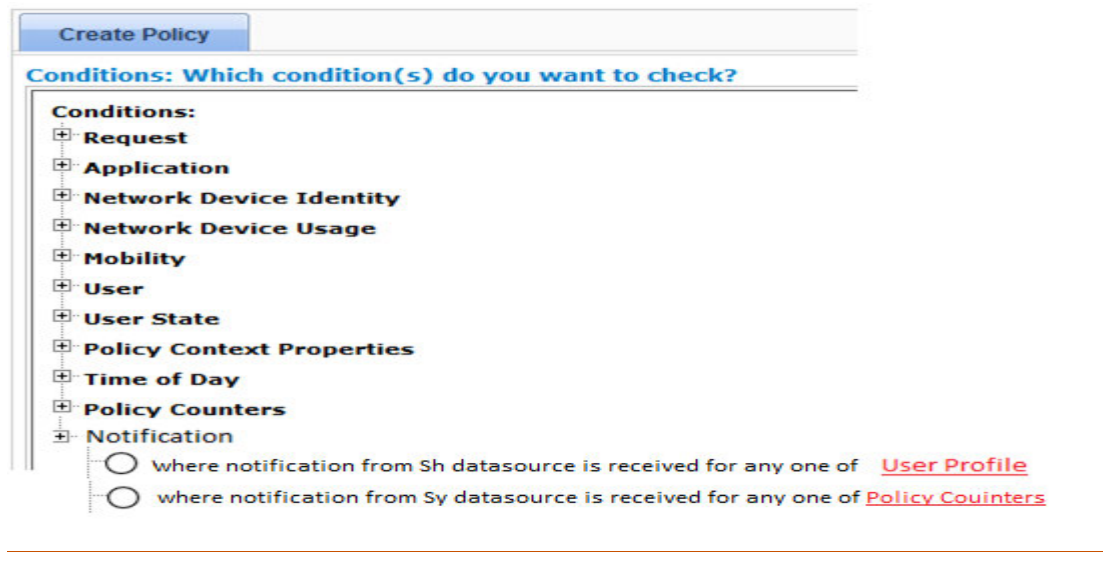 Create Policy
Conditions: Which condition(s) do you want to check?
Conditions:
Request
Application
Network Device Identity
Network Device Usage
Mobility
User
User State
Policy Context Properties
Time of Day
Policy Counters
Notification
where notification from Sh datasource is received for any one of User Profile
where notification from Sy datasource is received for any one of Policy Couinters